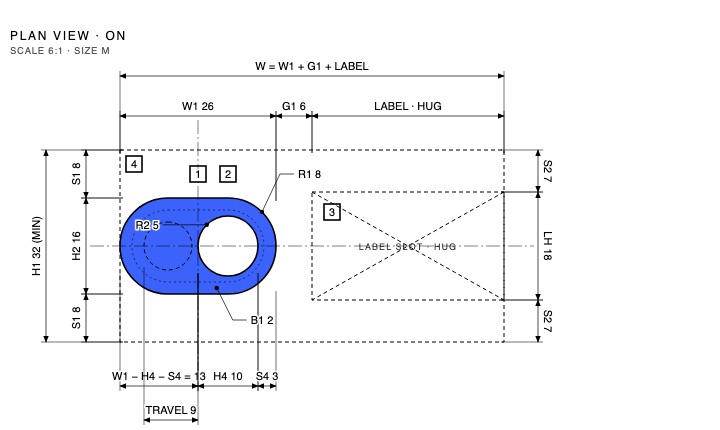 PLAN VIEW · ON
SCALE 6:1 · SIZE M
W = W1 + G1 + LABEL
W1 26
G1 6
LABEL · HUG
4
1
2
R1 8
S1 8
S2 7
3
R2 5
H1 32 (MIN)
H2 16
LABEL SLOT · HUG
LH 18
S1 8
B1 2
S2 7
W1 − H4 − S4 = 13
H4 10
S4 3
TRAVEL 9